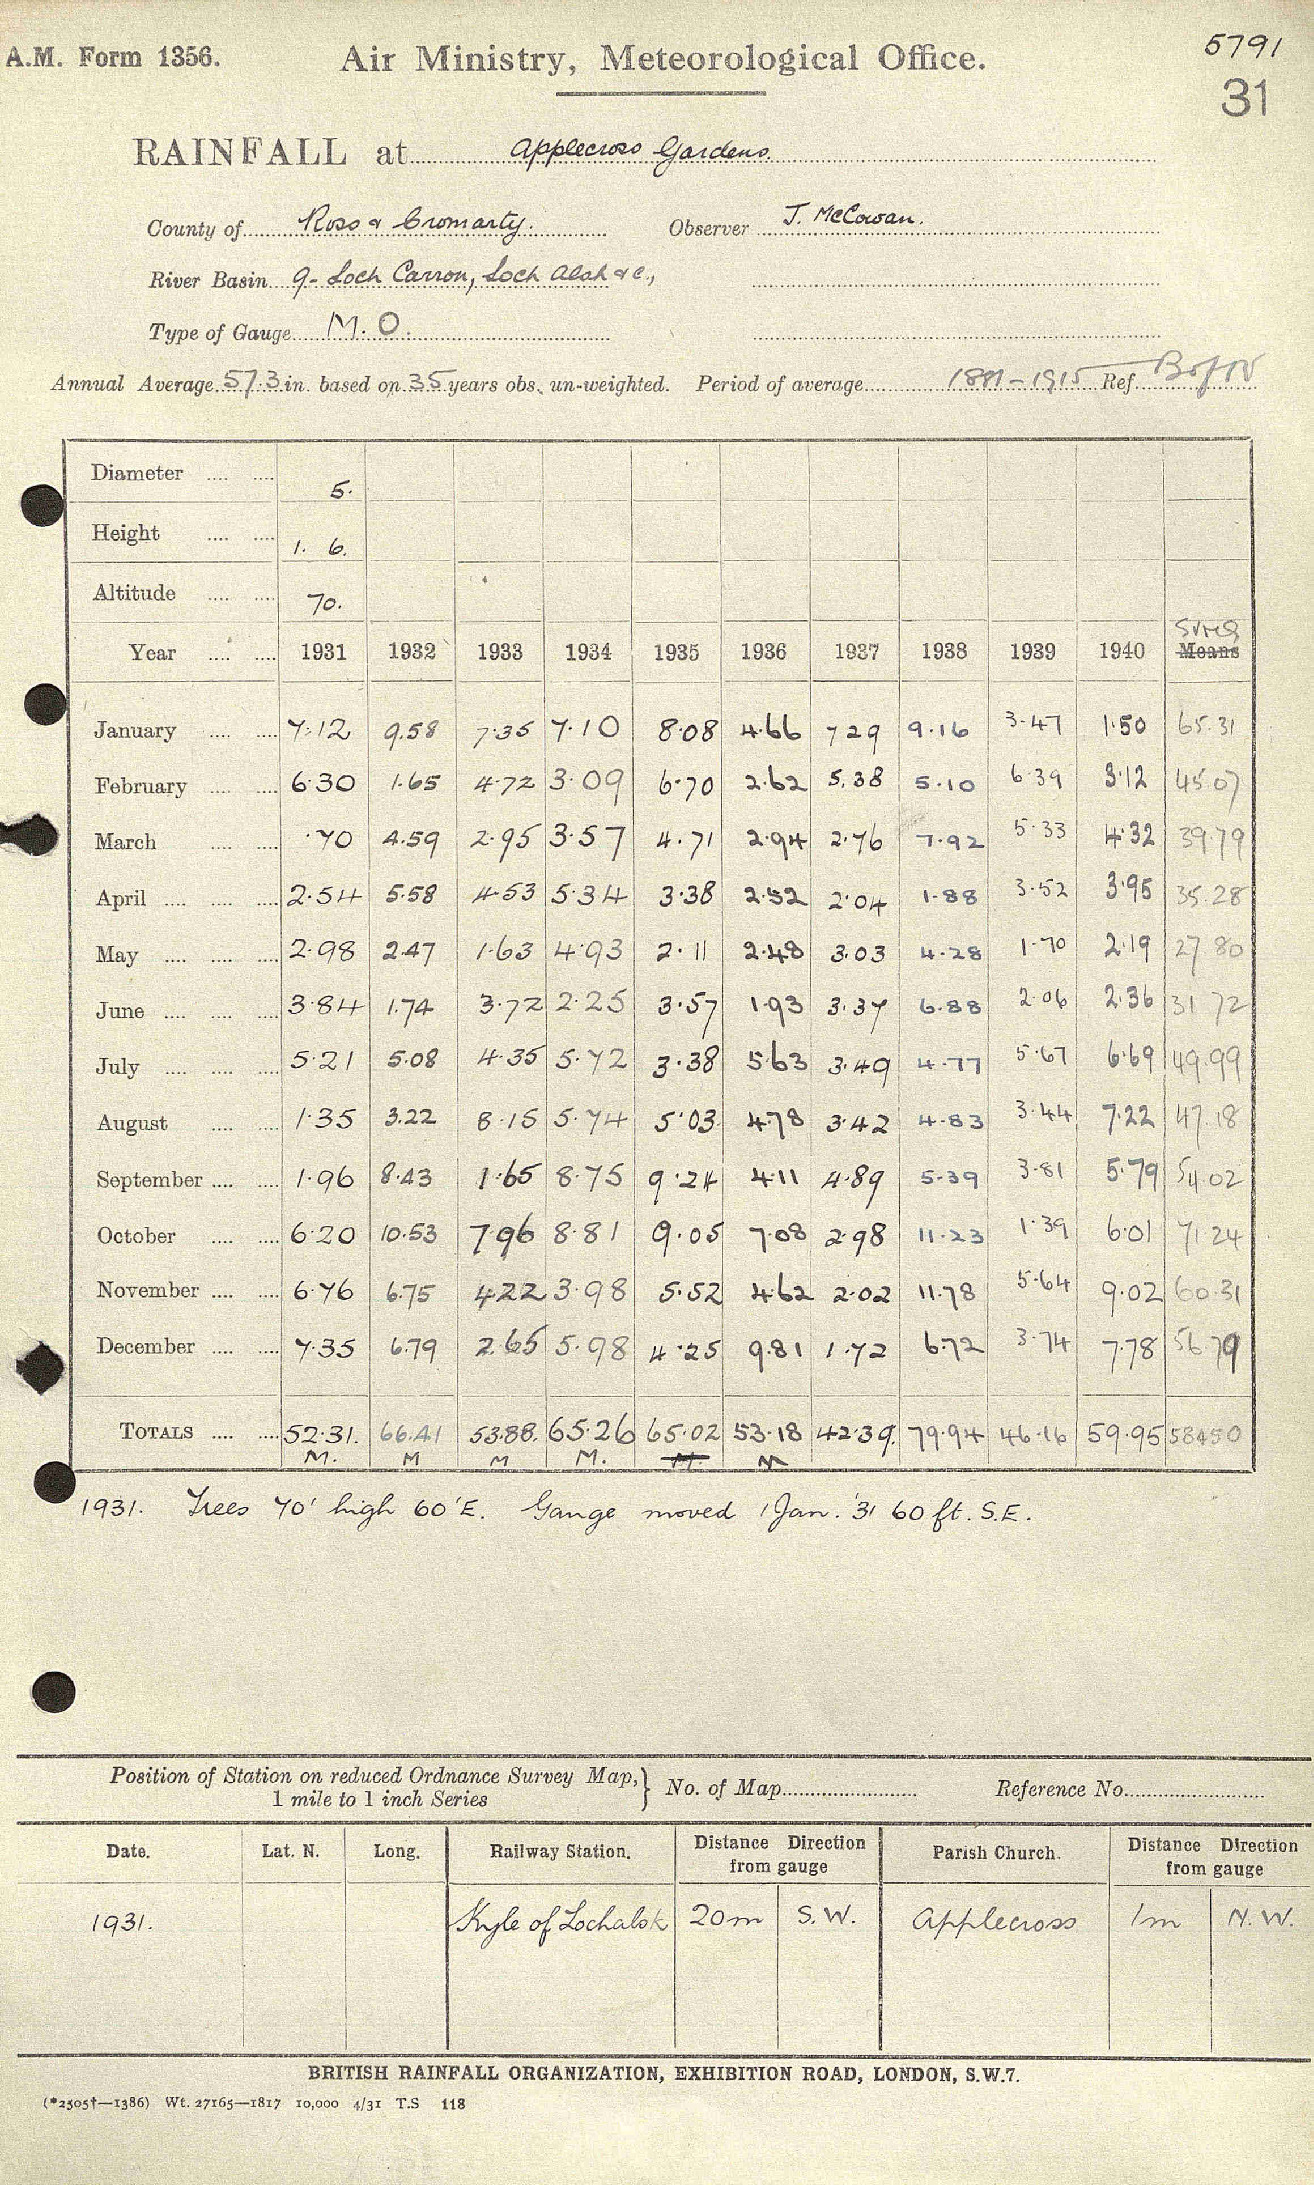 A.M. Form 1356. Air Ministry, Meteorological Office. 5791
31
RAINFALL at Applecross Gardens.
County of Ross & Cromarty. Observer J. McCowan.
River Basin 9- Loch Carron, Loch Alsh &c.,
Type of Gauge M.O.
Annual Average 57.3 in. based on 35 years obs. un-weighted. Period of average 1881-1915 Ref.
Diameter .... .... 5.
Height .... .... 1. 6.
Altitude .... .... 70.
Sums
Year .... .... 1931 1932 1933 1934 1935 1936 1937 1938 1939 1940 Means
January .... .... 7.12 9.58 7.35 7.10 8.08 4.66 7 29 9.16 3.47 1.50 65.31
February .... .... 6.30 1.65 4.72 3.09 6.70 2.62 5.38 5.10 6.39 3.12 45.07
March .... .... .70 4.59 2.95 3.57 4.71 2.94 2.76 7.92 5.33 4.32 39.79
April .... .... .... 2.54 5.58 4.53 5.34 3.38 2.52 2.04 1.88 3.52 3.95 35.28
May .... .... .... 2.98 2.47 1.63 4.93 2.11 2.48 3.03 4.28 1.70 2.19 27 80
June .... .... .... 3.84 1.74 3.72 2.25 3.57 1.93 3.37 6.88 2.06 2.36 31 72
July .... .... .... 5.21 5.08 4.35 5.72 3.38 5.63 3.49 4.77 5.67 6.69 49.99
August .... .... 1.35 3.22 8.15 5.74 5.03 4.78 3.42 4.83 3.44 7.22 47.18
September .... .... 1.96 8.43 1.65 8.75 9.24 4.11 4.89 5.39 3.81 5.79 54.02
October .... .... 6.20 10.53 7.96 8.81 9.05 7.08 2.98 11.23 1.39 6.01 71.24
November .... .... 6.76 6.75 4.22 3.98 5.52 4.62 2.02 11.78 5.64 9.02 60.31
December .... .... 7.35 6.79 2.65 5.98 4.25 9.81 1.72 6.72 3.74 7.78 56.79
TOTALS .... .... 52.31. 66.41 53.88. 65.26 65.02 53.18 42.39. 79.94 46.16 59.95 584.50
M. M M M. M. M
1931. Trees 70' high 60' E. Gauge moved 1 Jan. '31 60 ft. S.E.
Position of Station on reduced Ordnance Survey Map,} No. of Map Reference No.
1 mile to 1 inch Series
Date. Lat. N. Long. Railway Station. Distance Direction from gauge Parish Church. Distance Direction from gauge
1931. Kyle of Lochalsh 20m S.W. Applecross 1m N.W.
BRITISH RAINFALL ORGANIZATION, EXHIBITION ROAD, LONDON, S.W.7.
(*2505†—1386) Wt. 27165—1817 10,000 4/31 T.S 118